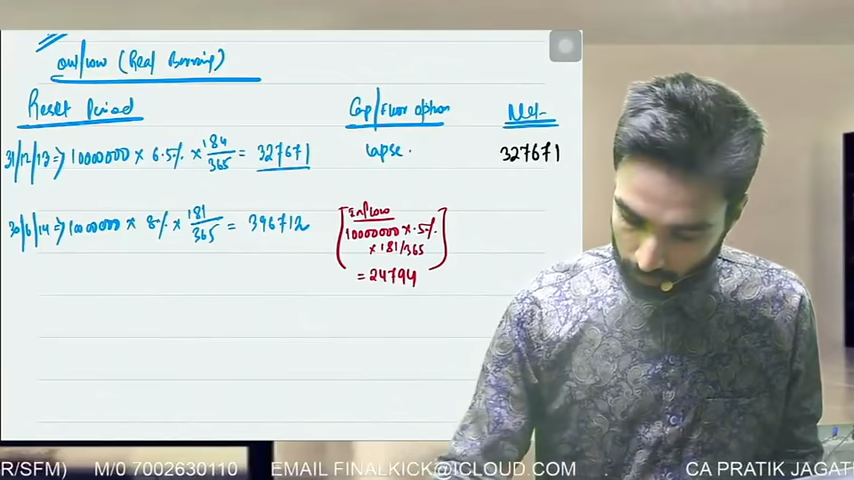 outflow (Real Borrowing)
Reset Period
Cap/Floor option
Net
31/12/13 => 10000000 × 6.5% × 184/365 = 327671
lapse.
327671
30/6/14 => 10000000 × 8% × 181/365 = 396712
Inflow
10000000 × .5%
× 181/365
= 24794
R/SFM) M/0 7002630110 EMAIL FINALKICK@ICLOUD.COM CA PRATIK JAGATI